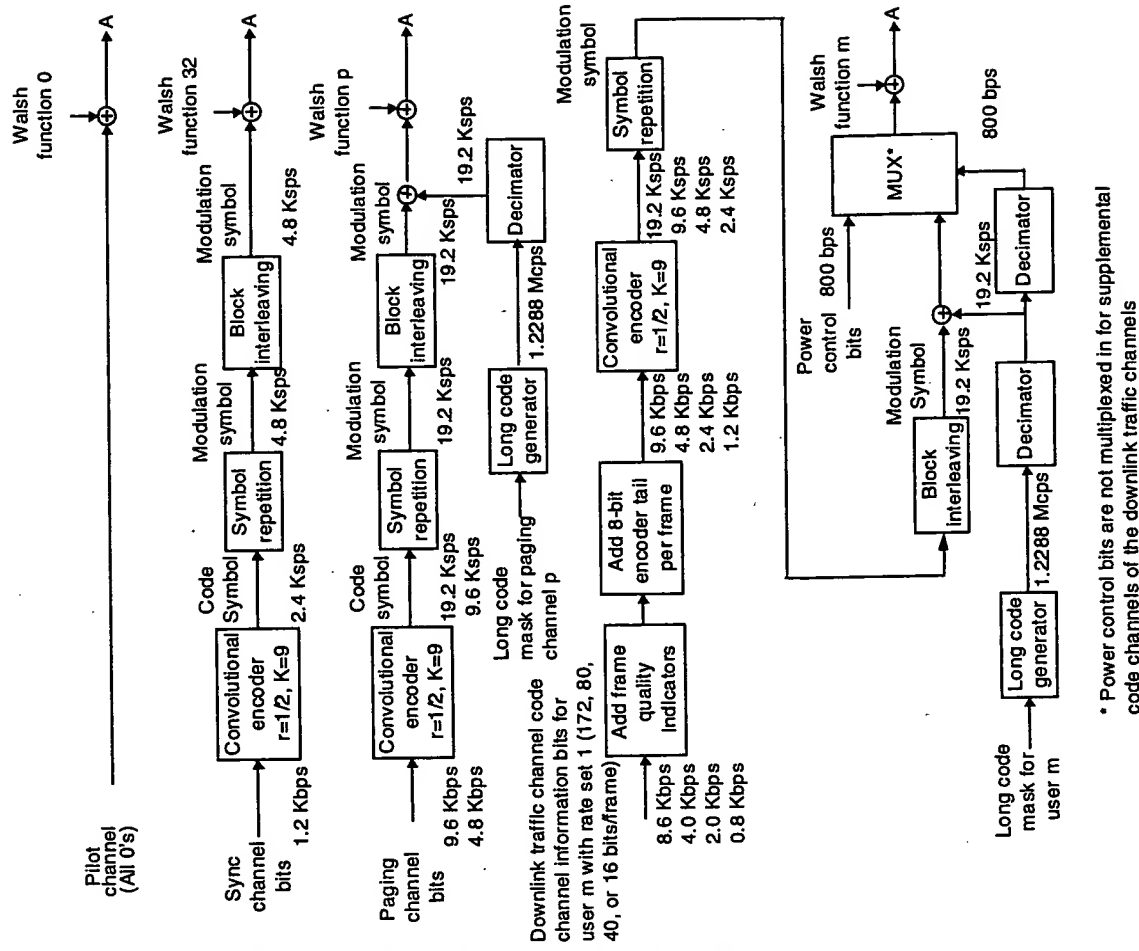 Pilot
channel
(All 0's)
Walsh
function 0
A
Sync
channel
bits
1.2 Kbps
Convolutional
encoder
r=1/2, K=9
Code
Symbol
2.4 Ksps
Symbol
repetition
Modulation
symbol
4.8 Ksps
Block
interleaving
Modulation
symbol
4.8 Ksps
Walsh
function 32
A
Paging
channel
bits
9.6 Kbps
4.8 Kbps
Convolutional
encoder
r=1/2, K=9
Code
symbol
19.2 Ksps
9.6 Ksps
Symbol
repetition
Modulation
symbol
19.2 Ksps
Block
interleaving
Modulation
symbol
19.2 Ksps
Walsh
function p
A
Long code
mask for paging
channel p
Long code
generator
1.2288 Mcps
Decimator
19.2 Ksps
Downlink traffic channel code
channel information bits for
user m with rate set 1 (172, 80,
40, or 16 bits/frame)
8.6 Kbps
4.0 Kbps
2.0 Kbps
0.8 Kbps
Add frame
quality
Indicators
Add 8-bit
encoder tail
per frame
9.6 Kbps
4.8 Kbps
2.4 Kbps
1.2 Kbps
Convolutional
encoder
r=1/2, K=9
19.2 Ksps
9.6 Ksps
4.8 Ksps
2.4 Ksps
Symbol
repetition
Modulation
symbol
Block
interleaving
Modulation
Symbol
19.2 Ksps
Power
control
bits
800 bps
MUX*
Walsh
function m
A
Long code
mask for
user m
Long code
generator
1.2288 Mcps
Decimator
19.2 Ksps
Decimator
800 bps
* Power control bits are not multiplexed in for supplemental
code channels of the downlink traffic channels